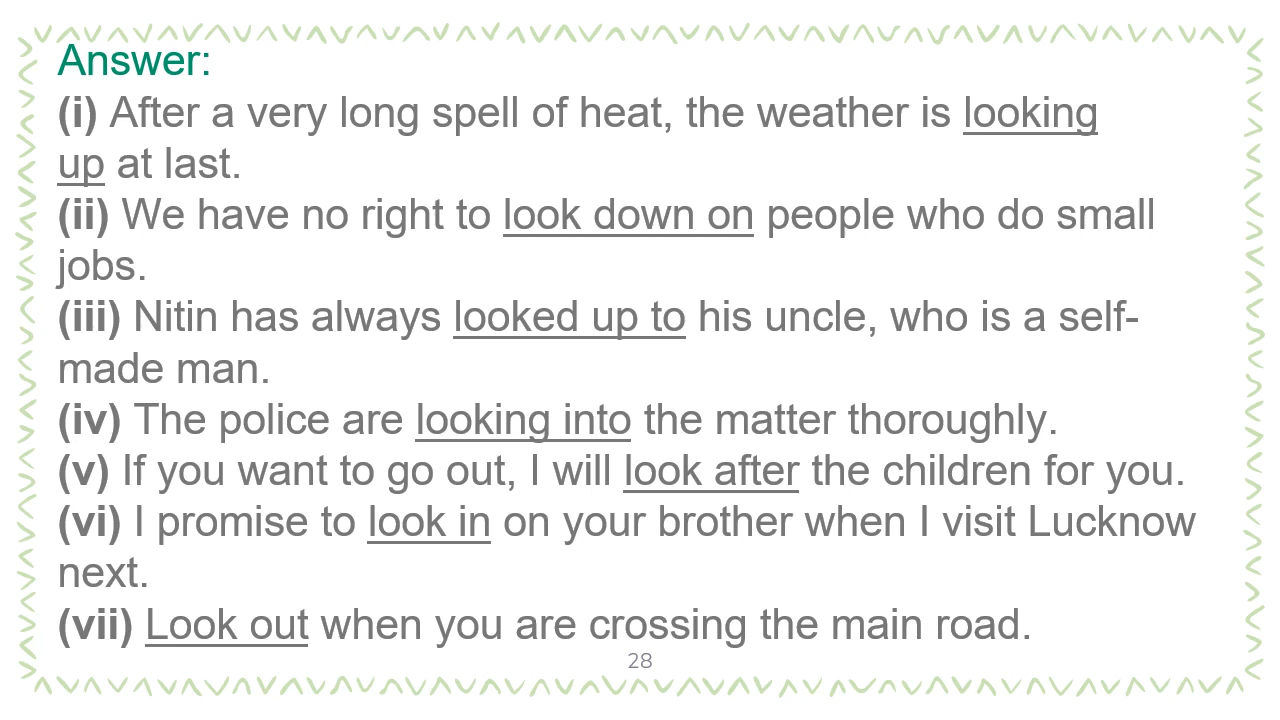 Answer:
(i) After a very long spell of heat, the weather is looking
up at last.
(ii) We have no right to look down on people who do small
jobs.
(iii) Nitin has always looked up to his uncle, who is a self-
made man.
(iv) The police are looking into the matter thoroughly.
(v) If you want to go out, I will look after the children for you.
(vi) I promise to look in on your brother when I visit Lucknow
next.
(vii) Look out when you are crossing the main road.
28